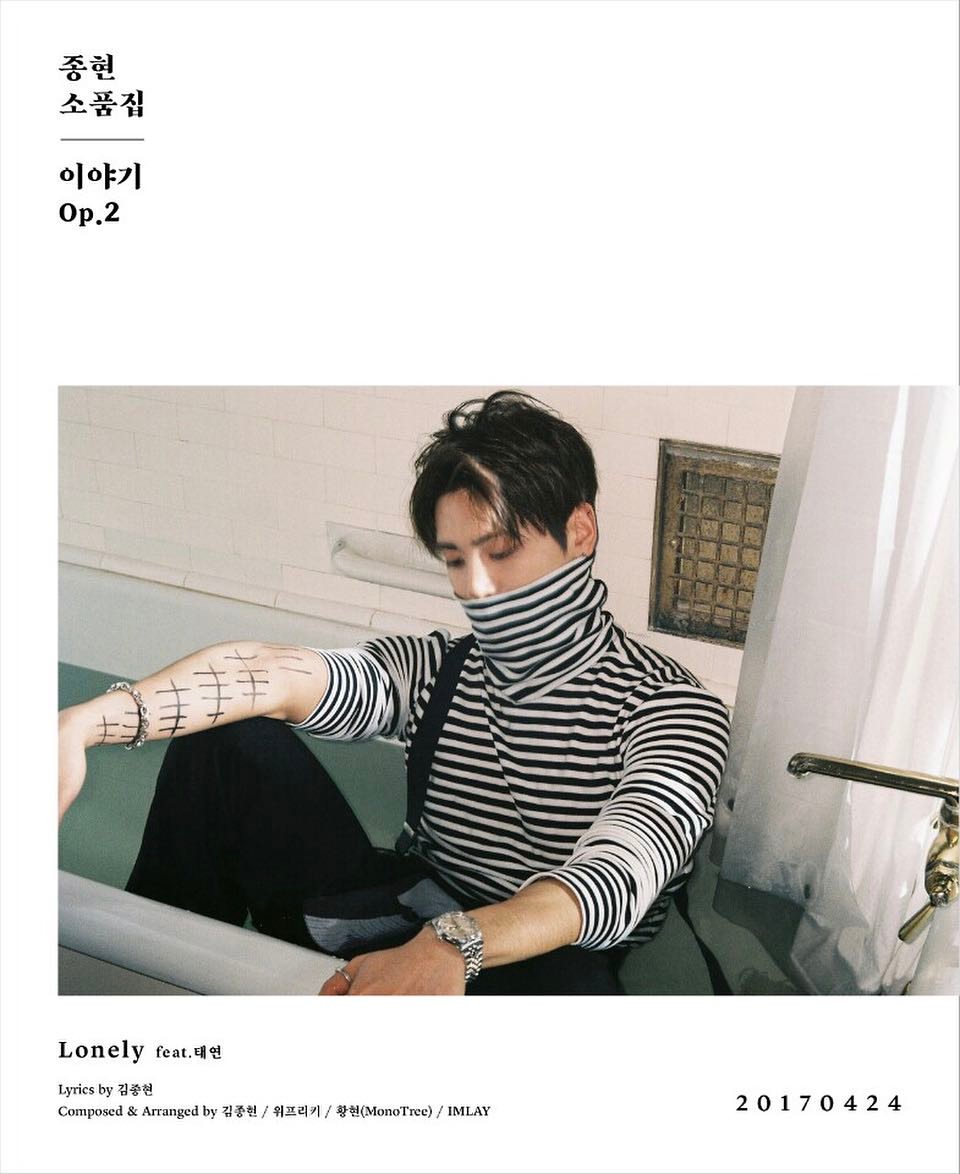 종현
소품집
이야기
Op.2
Lonely feat.태연
Lyrics by 김종현
Composed & Arranged by 김종현 / 위프리키 / 황현(MonoTree) / IMLAY
20170424